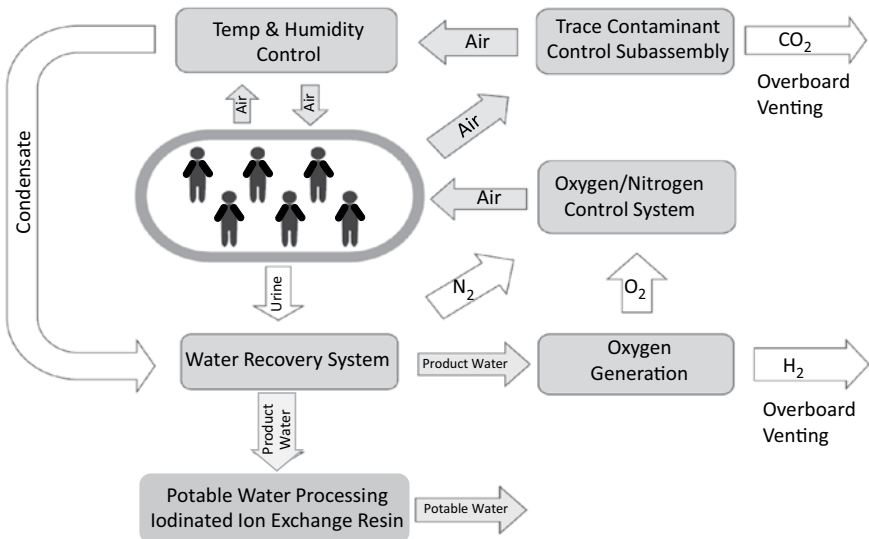 Temp & Humidity
Control
Air
Trace Contaminant
Control Subassembly
CO₂
Overboard
Venting
Air
Air
Air
Condensate
Oxygen/Nitrogen
Control System
Air
Urine
N₂
O₂
Water Recovery System
Product Water
Oxygen
Generation
H₂
Overboard
Venting
Product
Water
Potable Water Processing
Iodinated Ion Exchange Resin
Potable Water